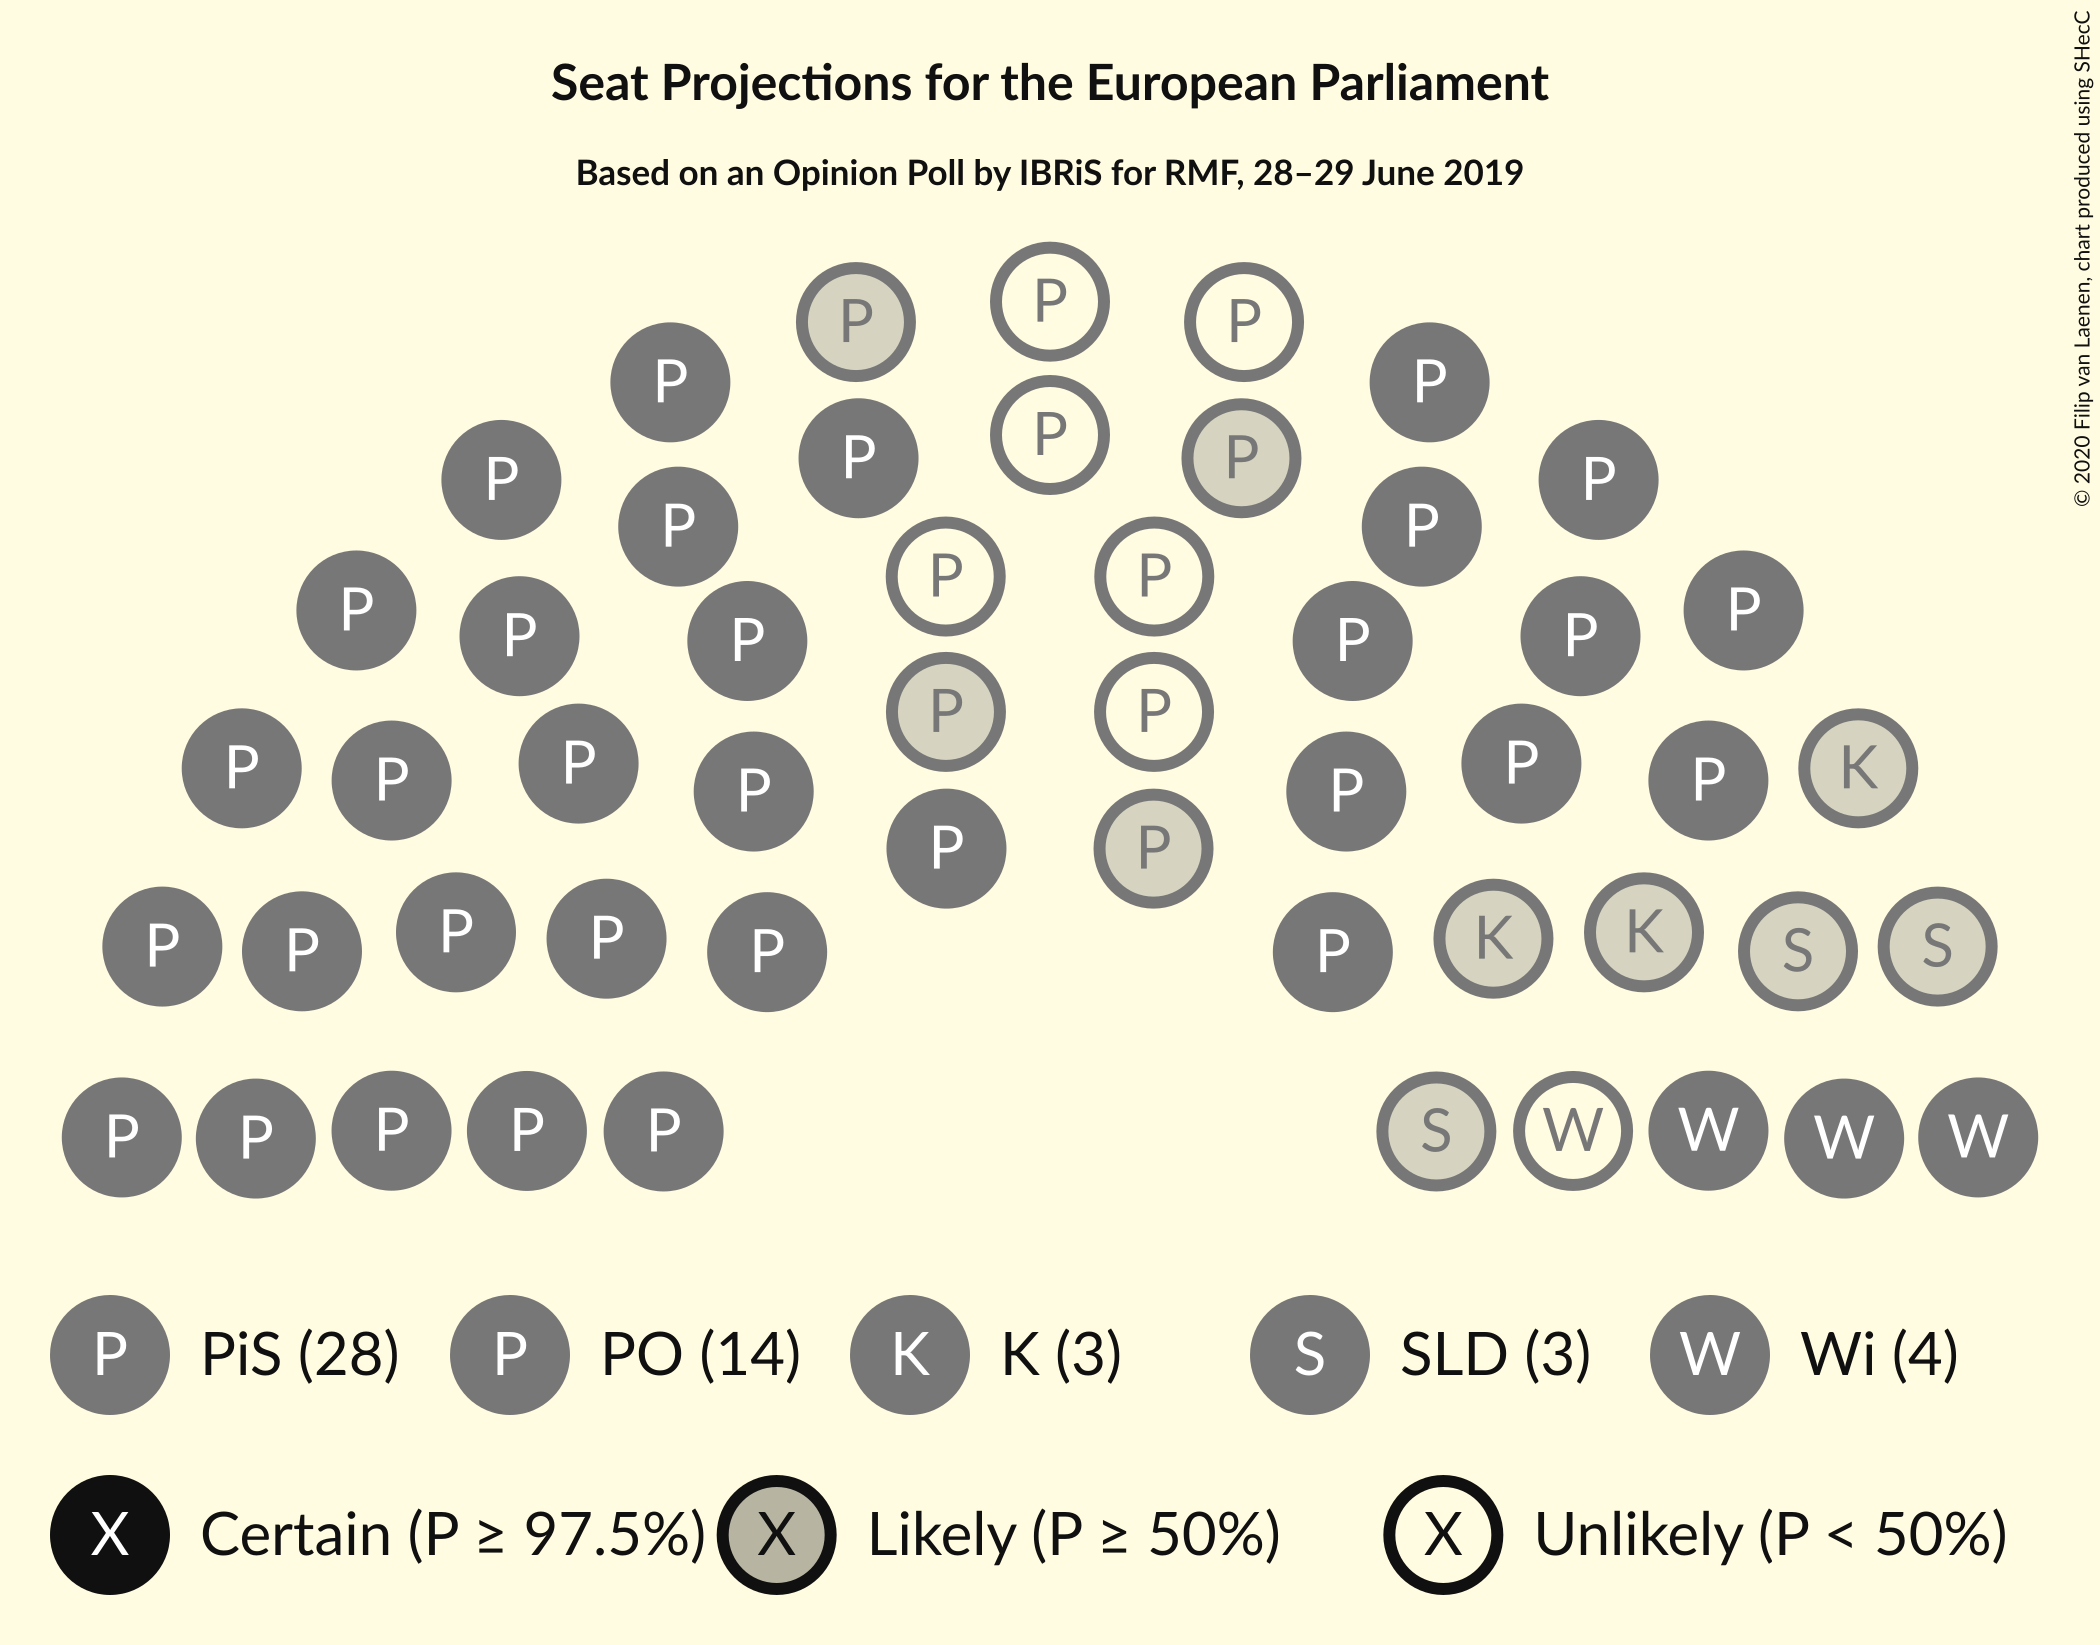 Seat Projections for the European Parliament
Based on an Opinion Poll by IBRiS for RMF, 28–29 June 2019
© 2020 Filip van Laenen, chart produced using SHecC
P
P P
P P
P P
P P
P P
P P
P P
P P
P P
P P P P
P P
P P K
P P P P
P P
P P
K K
P P S S
P P P P
P P P S W W W W
P PiS (28) P PO (14) K K (3) S SLD (3) W Wi (4)
X Certain (P ≥ 97.5%) X Likely (P ≥ 50%) X Unlikely (P < 50%)